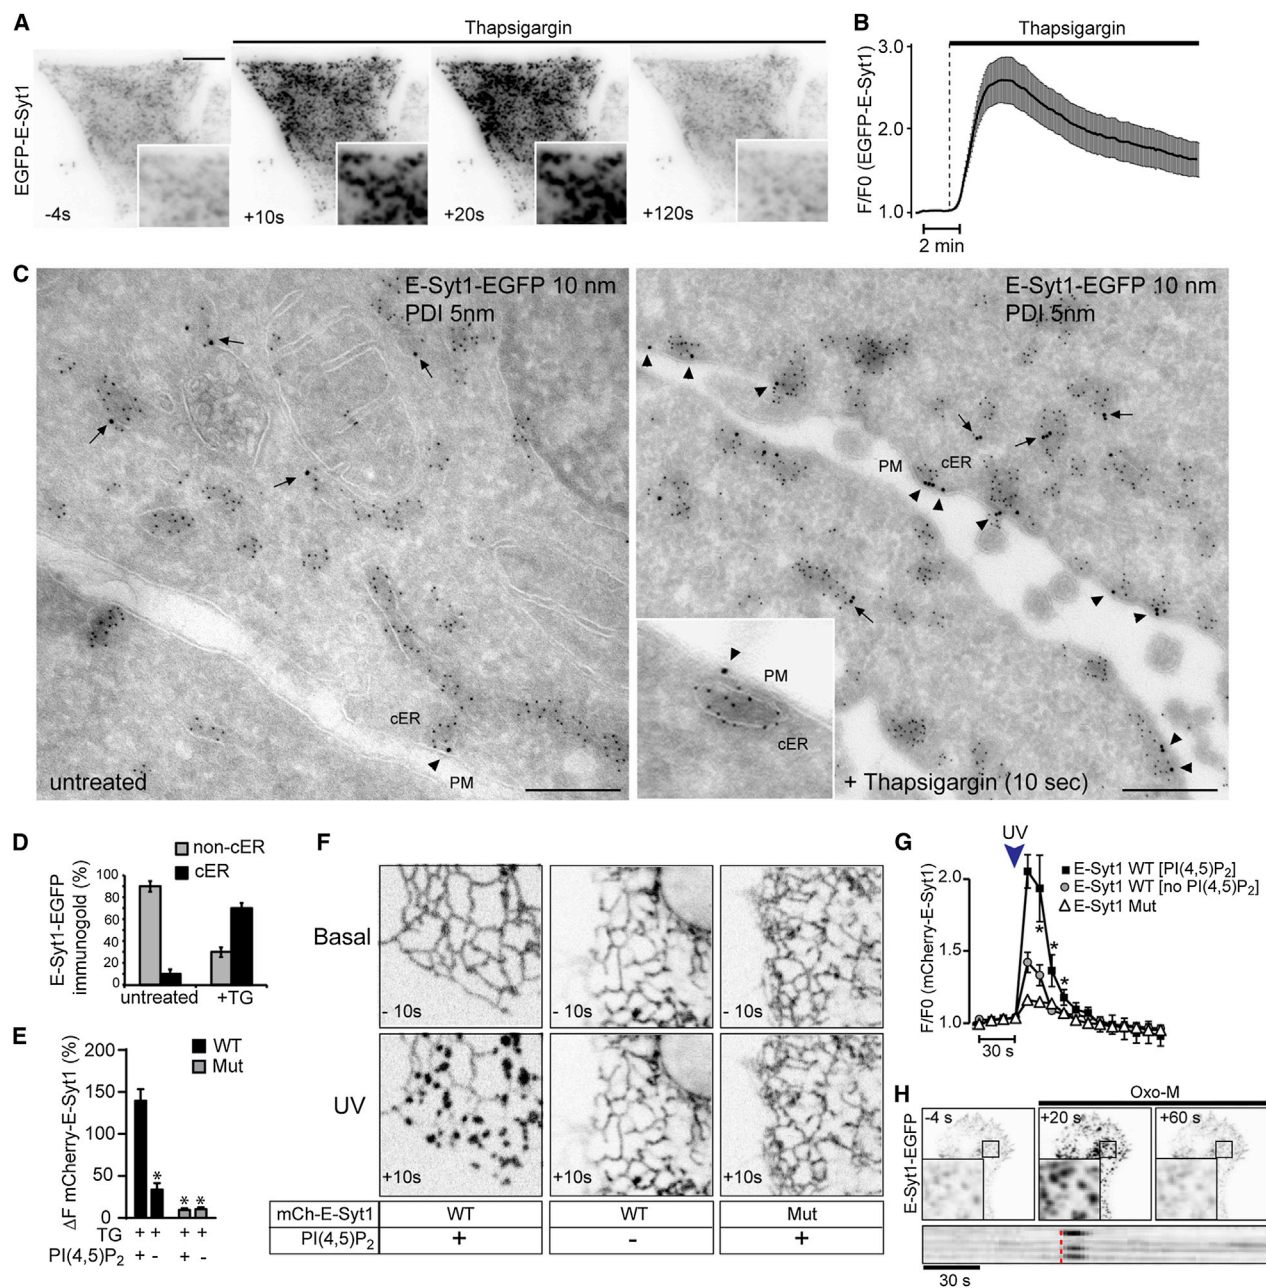 A
Thapsigargin
EGFP-E-Syt1
-4s
+10s
+20s
+120s
B
Thapsigargin
F/F0 (EGFP-E-Syt1)
3.0
2.0
1.0
2 min
C
E-Syt1-EGFP 10 nm
PDI 5nm
cER
PM
untreated
E-Syt1-EGFP 10 nm
PDI 5nm
PM
cER
PM
cER
+ Thapsigargin (10 sec)
D
non-cER
cER
E-Syt1-EGFP
immunogold (%)
100
80
60
40
20
0
untreated
+TG
E
WT
Mut
ΔF mCherry-E-Syt1 (%)
200
150
100
50
0
*
* *
TG + + + +
PI(4,5)P₂ + - + -
F
Basal
- 10s
- 10s
- 10s
UV
+10s
+10s
+10s
mCh-E-Syt1 WT WT Mut
PI(4,5)P₂ + - +
G
UV
E-Syt1 WT [PI(4,5)P₂]
E-Syt1 WT [no PI(4,5)P₂]
E-Syt1 Mut
F/F0 (mCherry-E-Syt1)
2.0
1.5
1.0
*
*
*
30 s
H
Oxo-M
E-Syt1-EGFP
-4 s
+20 s
+60 s
30 s